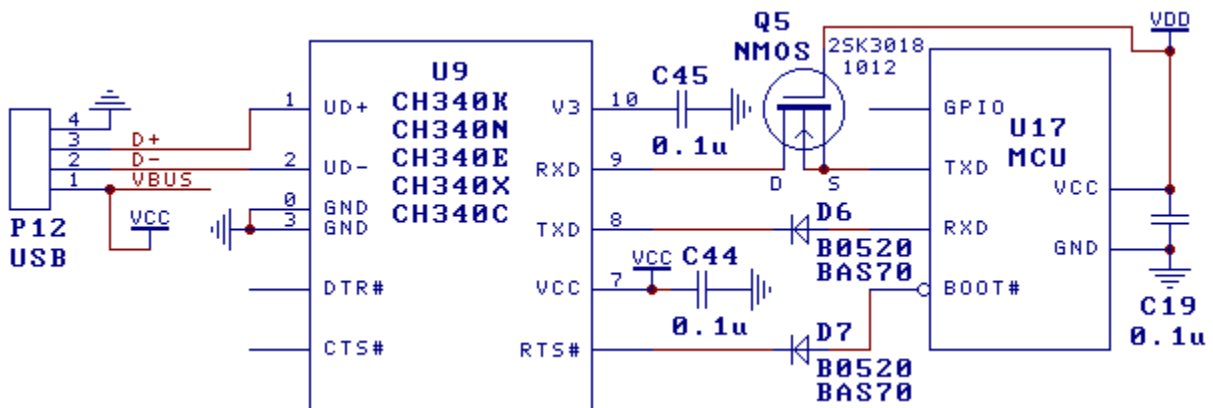 P12
USB
4
3
2
1
D+
D-
VBUS
VCC
U9
CH340K
CH340N
CH340E
CH340X
CH340C
1
UD+
2
UD-
0
GND
3
GND
DTR#
CTS#
V3
10
RXD
9
TXD
8
VCC
7
RTS#
C45
0.1u
VCC
C44
0.1u
Q5
NMOS
2SK3018
1012
D
S
D6
B0520
BAS70
D7
B0520
BAS70
U17
MCU
GPIO
TXD
RXD
BOOT#
VCC
GND
VDD
C19
0.1u